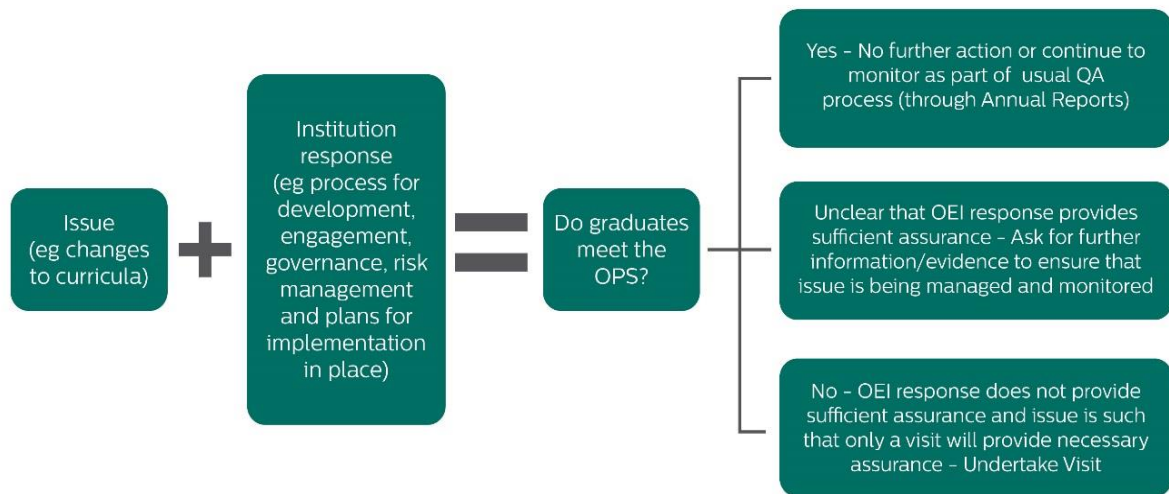 Issue
(eg changes
to curricula)
Institution
response
(eg process for
development,
engagement,
governance, risk
management
and plans for
implementation
in place)
Do graduates
meet the
OPS?
Yes – No further action or continue to
monitor as part of usual QA
process (through Annual Reports)
Unclear that OEI response provides
sufficient assurance – Ask for further
information/evidence to ensure that
issue is being managed and monitored
No – OEI response does not provide
sufficient assurance and issue is such
that only a visit will provide necessary
assurance – Undertake Visit